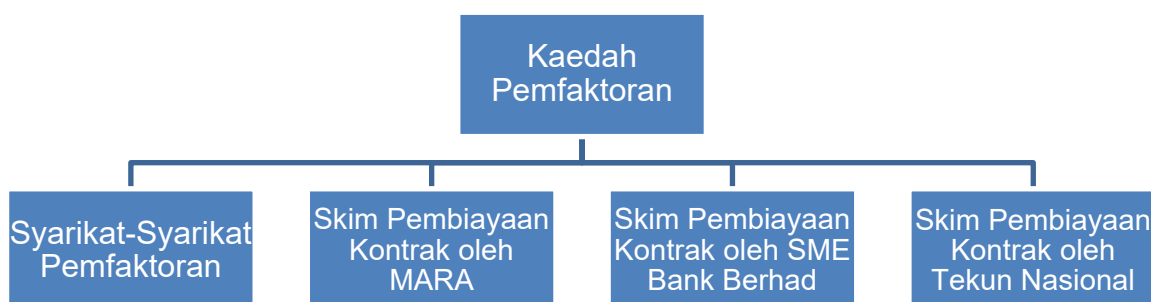 Kaedah
Pemfaktoran
Syarikat-Syarikat
Pemfaktoran
Skim Pembiayaan
Kontrak oleh
MARA
Skim Pembiayaan
Kontrak oleh SME
Bank Berhad
Skim Pembiayaan
Kontrak oleh
Tekun Nasional